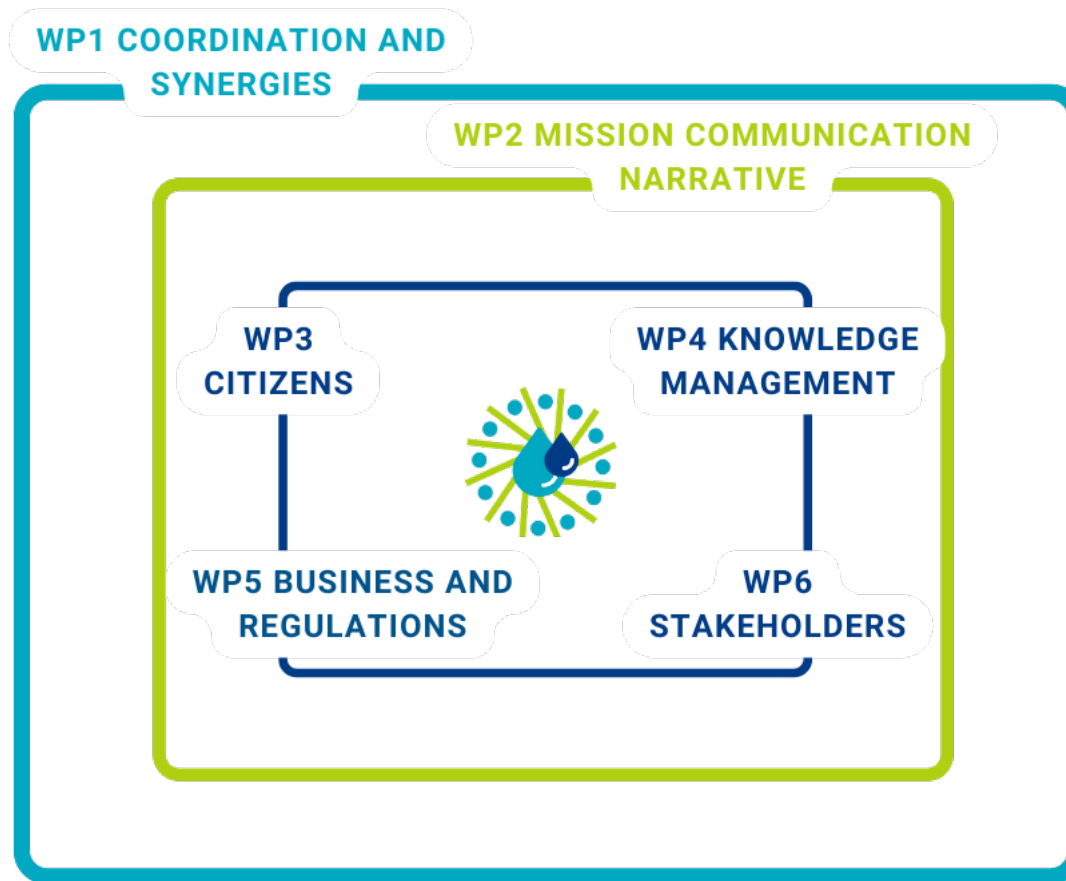 WP1 COORDINATION AND
SYNERGIES
WP2 MISSION COMMUNICATION
NARRATIVE
WP3
CITIZENS
WP4 KNOWLEDGE
MANAGEMENT
WP5 BUSINESS AND
REGULATIONS
WP6
STAKEHOLDERS